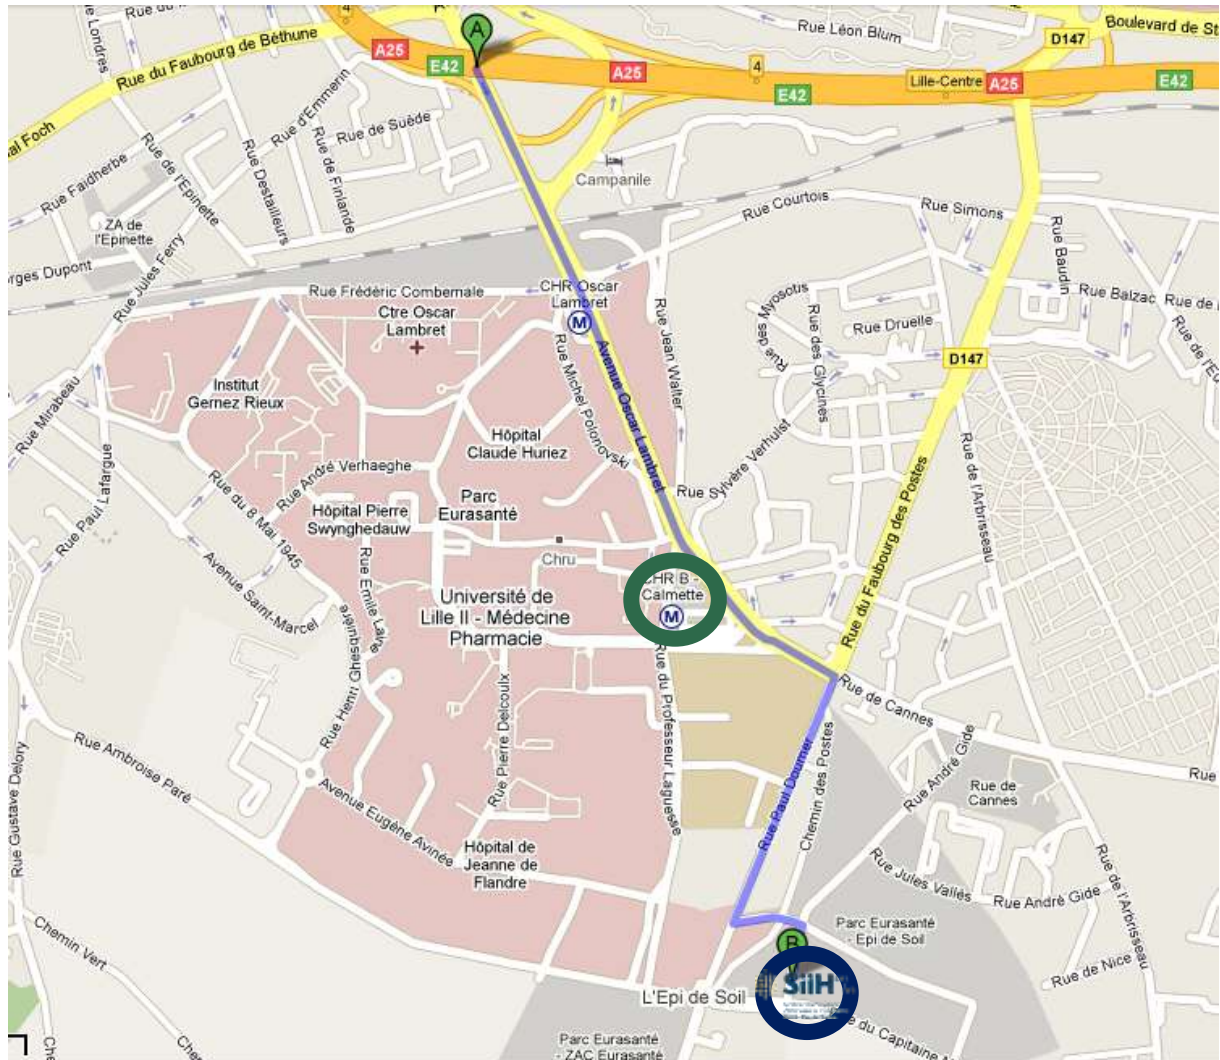 4
Rue Léon Blum
Boulevard de St
D147
A
A25
E42
A25
4
E42
Lille-Centre
A25
Rue du Faubourg de Béthune
Rue de Londres
al Foch
Rue d'Emmerin
Rue de Suède
Rue de Finlande
Rue Faidherbe
Rue de l'Epinette
Rue Destailleurs
ZA de
l'Epinette
orges Dupont
Rue Jules Ferry
Campanile
Rue Courtois
Rue Simons
Rue Baudin
Rue Balzac
Rue Frédéric Combemale
CHR Oscar
Lambret
M
Ctre Oscar
Lambret
Rue Jean Walter
Rue des Myosotis
Rue des Glycines
Rue Druelle
D147
Institut
Gernez Rieux
Rue Michel Polonovski
Avenue Oscar Lambret
Rue Mirabeau
Rue Paul Lafargue
Hôpital
Claude Huriez
Rue André Verhaeghe
Rue Sylvère Verhulst
Rue du Faubourg des Postes
Rue de l'Arbrisseau
Parc
Eurasanté
Hôpital Pierre
Swynghedauw
Rue du 8 Mai 1945
Avenue Saint-Marcel
Chru
CHR B -
Calmette
M
Rue Emile Laine
Université de
Lille II - Médecine
Pharmacie
Rue Henri Ghesquière
Rue Pierre Delcoulx
Rue du Professeur Laguesse
Rue de Cannes
Rue Gustave Delory
Rue Ambroise Paré
Avenue Eugène Avinée
Rue Paul Doumer
Chemin des Postes
Rue André Gide
Rue de
Cannes
Rue
Hôpital de
Jeanne de
Flandre
Rue Jules Vallés
Rue André Gide
Rue de l'Arbrisseau
Chemin Vert
Parc Eurasanté
- Epi de Soil
B
Rue de Nice
SiiH
L'Epi de Soil
e du Capitaine
Parc Eurasanté
- ZAC Eurasanté